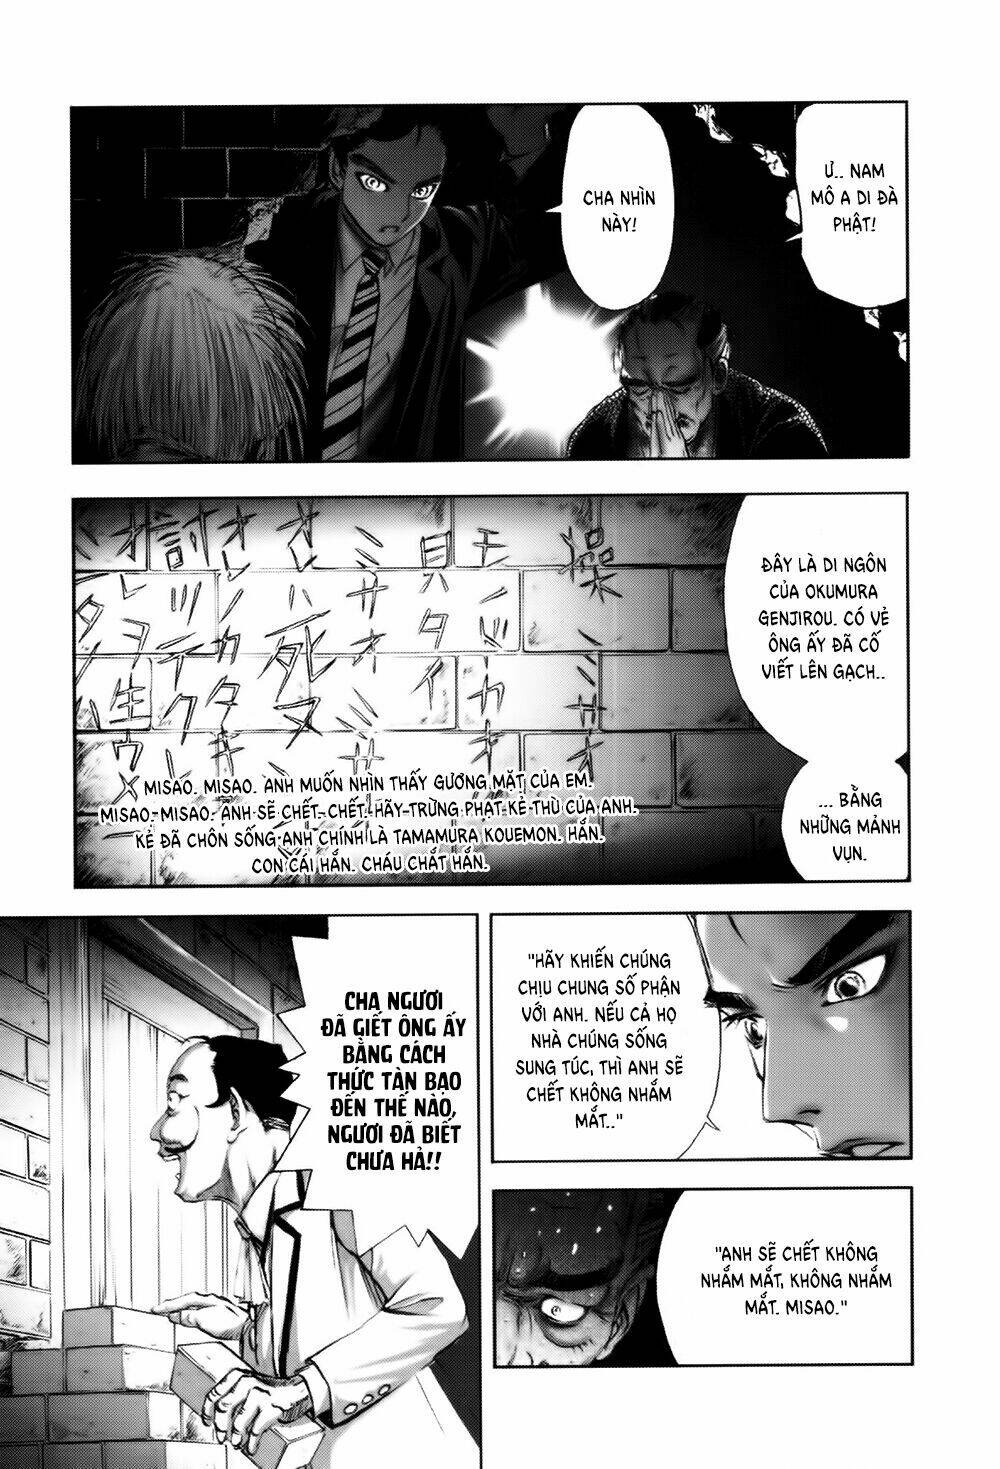 Ư.. NAM
MÔ A DI ĐÀ
PHẬT!
CHA NHÌN
NÀY!
ĐÂY LÀ DI NGÔN
CỦA OKUMURA
GENJIROU. CÓ VẺ
ÔNG ẤY ĐÃ CỐ
VIẾT LÊN GẠCH..
... BẰNG
NHỮNG MẢNH
VỤN.
MISAO. MISAO. ANH MUỐN NHÌN THẤY GƯƠNG MẶT CỦA EM.
MISAO. MISAO. ANH SẼ CHẾT. CHẾT. HÃY TRỪNG PHẠT KẺ THÙ CỦA ANH.
KẺ ĐÃ CHÔN SỐNG ANH CHÍNH LÀ TAMAMURA KOUEMON. HẮN.
CON CÁI HẮN. CHÁU CHẮT HẮN.
"HÃY KHIẾN CHÚNG
CHỊU CHUNG SỐ PHẬN
VỚI ANH. NẾU CẢ HỌ
NHÀ CHÚNG SỐNG
SUNG TÚC, THÌ ANH SẼ
CHẾT KHÔNG NHẮM
MẮT.."
"ANH SẼ CHẾT KHÔNG
NHẮM MẮT, KHÔNG NHẮM
MẮT. MISAO."
CHA NGƯƠI
ĐÃ GIẾT ÔNG ẤY
BẰNG CÁCH
THỨC TÀN BẠO
ĐẾN THẾ NÀO,
NGƯƠI ĐÃ BIẾT
CHƯA HẢ!!